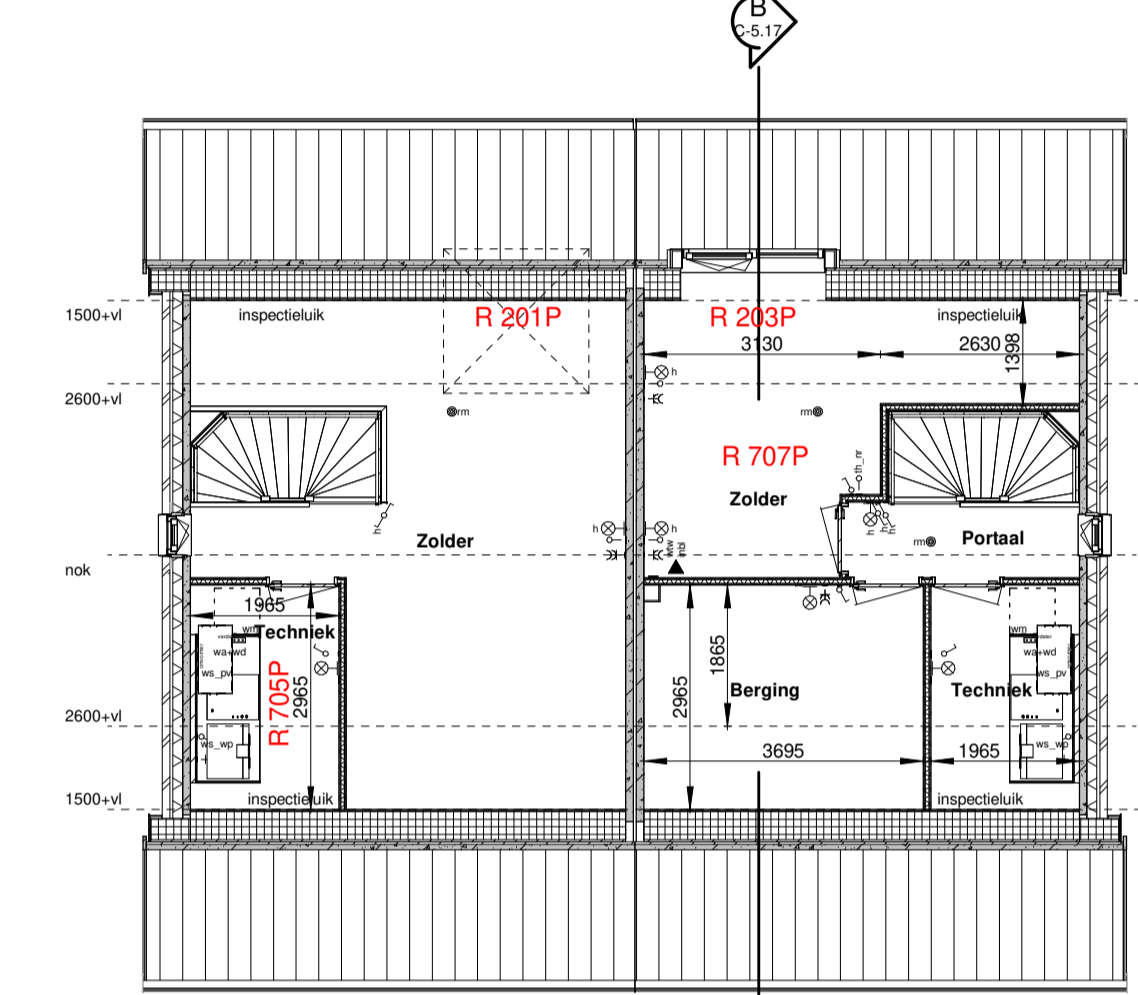 B
C-5.17
1500+vl
inspectieluik
R 201P
R 203P
inspectieluik
3130
2630
1398
2600+vl
h
rm
rm
R 707P
th_nr
Zolder
h
h
h
h
h
h
Zolder
wtw
inbl
rm
Portaal
nok
1965
Techniek
wm
wa+wd
ws_pv
R 705P
2965
ws_wp
2965
1865
Berging
Techniek
wm
wa+wd
ws_pv
ws_wp
2600+vl
3695
1965
1500+vl
inspectieluik
inspectieluik